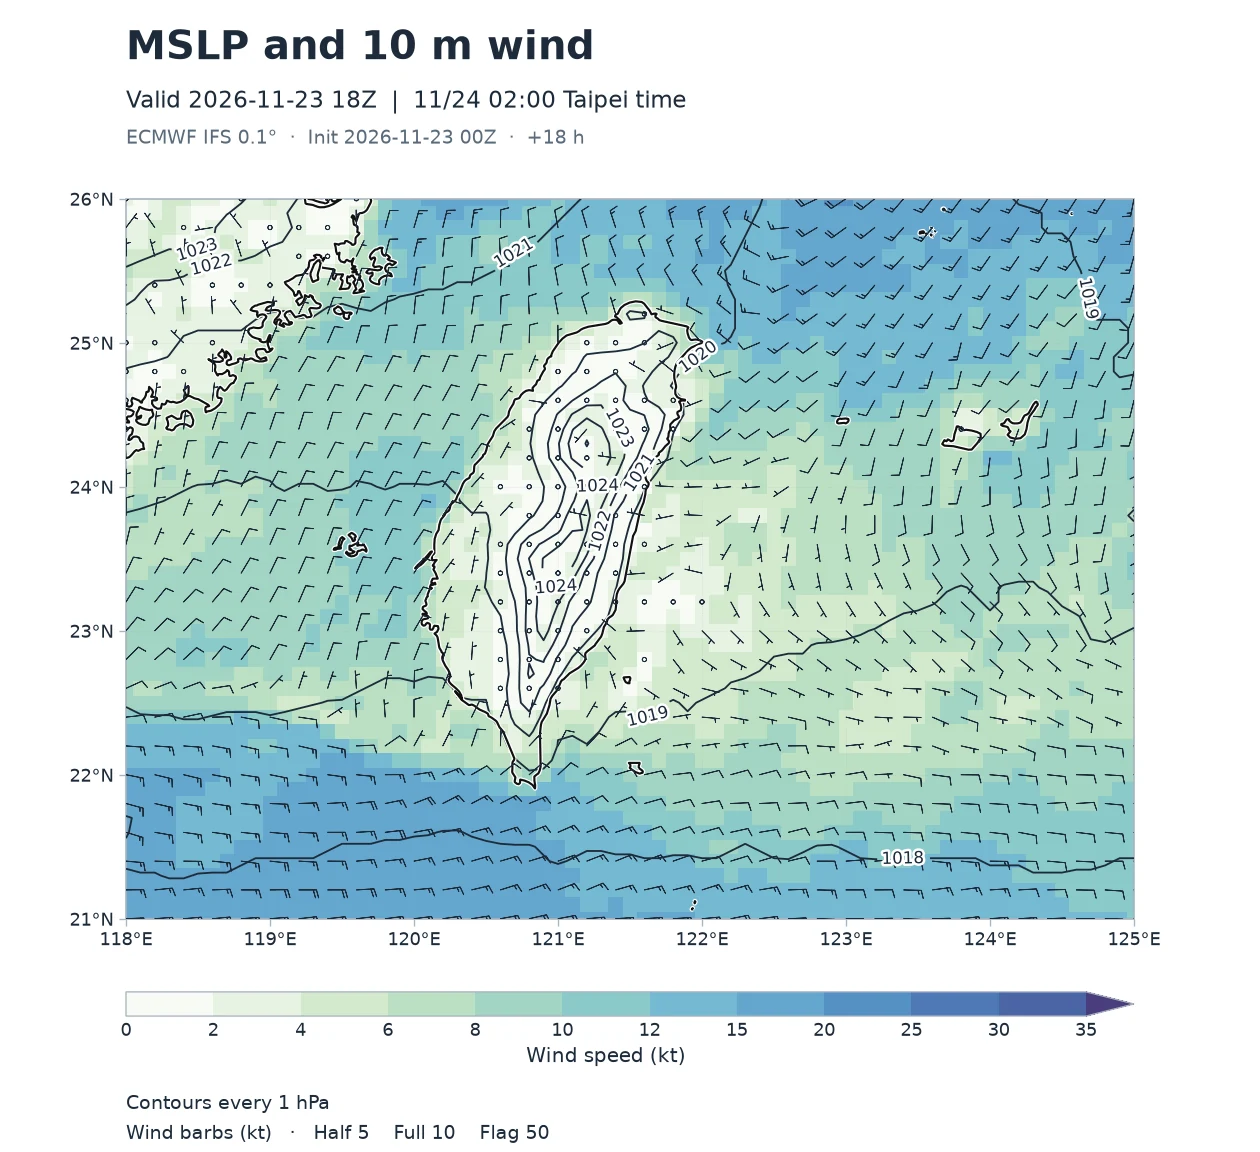 MSLP and 10 m wind
Valid 2026-11-23 18Z | 11/24 02:00 Taipei time
ECMWF IFS 0.1° · Init 2026-11-23 00Z · +18 h
26°N
25°N
24°N
23°N
22°N
21°N
1023
1022
1021
1020
1019
1023
1024
1021
1022
1024
1019
1018
118°E 119°E 120°E 121°E 122°E 123°E 124°E 125°E
0 2 4 6 8 10 12 15 20 25 30 35
Wind speed (kt)
Contours every 1 hPa
Wind barbs (kt) · Half 5 Full 10 Flag 50